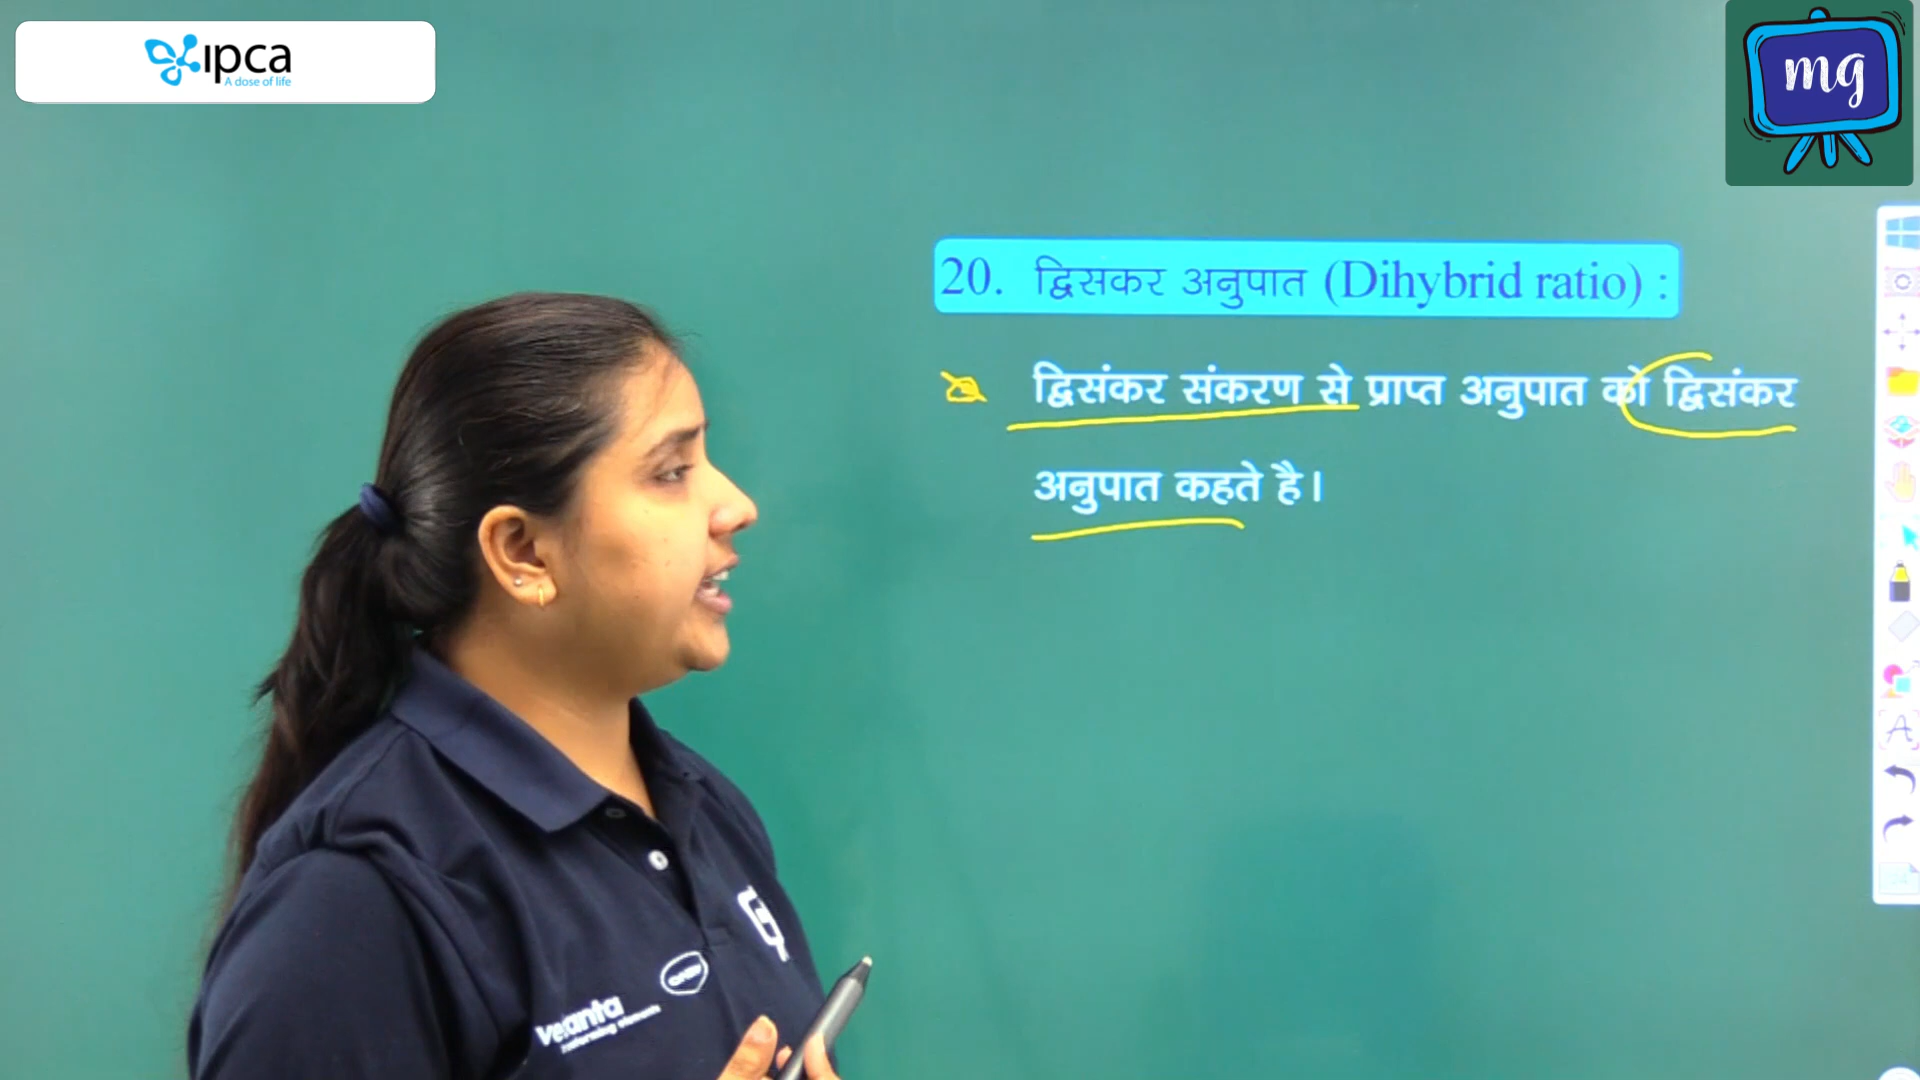 ipca
A dose of life
mg
20. द्विसकर अनुपात (Dihybrid ratio) :
द्विसंकर संकरण से प्राप्त अनुपात को द्विसंकर
अनुपात कहते है।
A